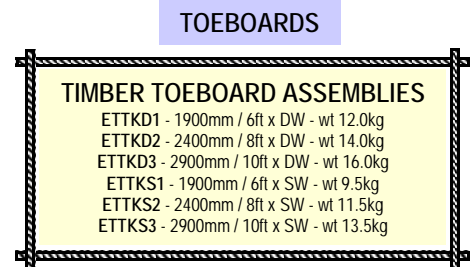 TOEBOARDS
TIMBER TOEBOARD ASSEMBLIES
ETTKD1 - 1900mm / 6ft x DW - wt 12.0kg
ETTKD2 - 2400mm / 8ft x DW - wt 14.0kg
ETTKD3 - 2900mm / 10ft x DW - wt 16.0kg
ETTKS1 - 1900mm / 6ft x SW - wt 9.5kg
ETTKS2 - 2400mm / 8ft x SW - wt 11.5kg
ETTKS3 - 2900mm / 10ft x SW - wt 13.5kg